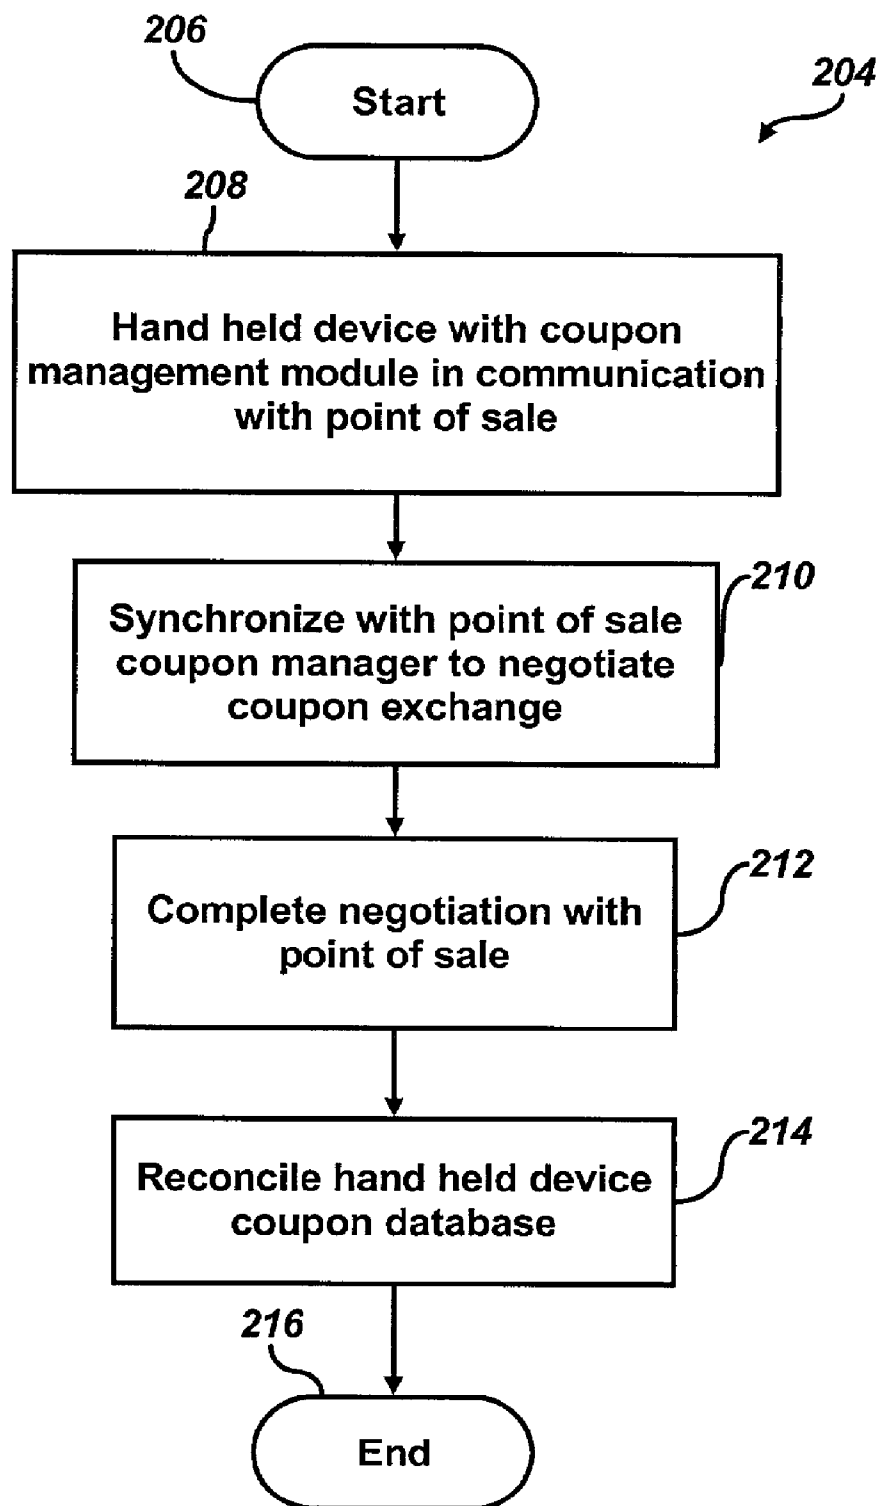 206
Start
204
208
Hand held device with coupon
management module in communication
with point of sale
210
Synchronize with point of sale
coupon manager to negotiate
coupon exchange
212
Complete negotiation with
point of sale
214
Reconcile hand held device
coupon database
216
End